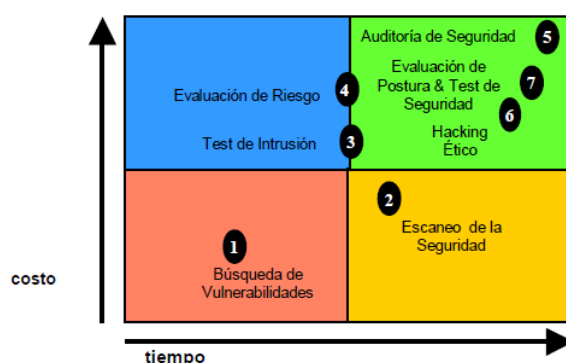 Auditoría de Seguridad
5
Evaluación de
Postura & Test de
Seguridad
7
Evaluación de Riesgo
4
6
Hacking
Ético
Test de Intrusión
3
2
Escaneo de la
Seguridad
1
Búsqueda de
Vulnerabilidades
costo
tiempo